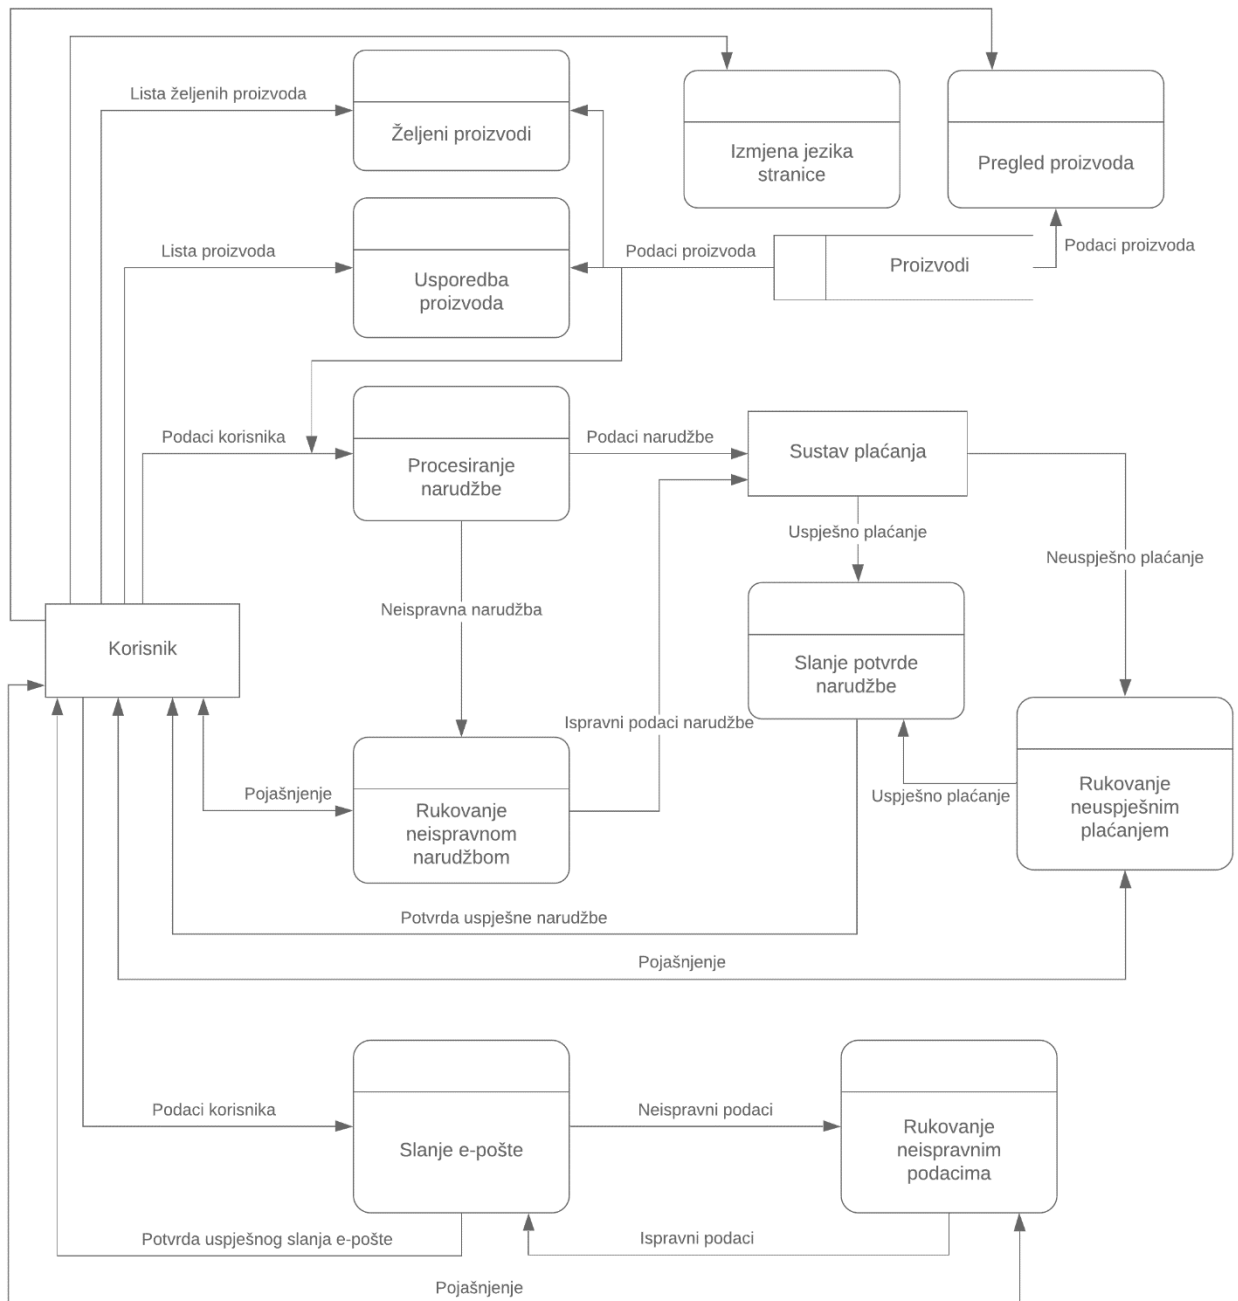 Lista željenih proizvoda
Željeni proizvodi
Izmjena jezika
stranice
Pregled proizvoda
Lista proizvoda
Usporedba
proizvoda
Podaci proizvoda
Proizvodi
Podaci proizvoda
Podaci korisnika
Procesiranje
narudžbe
Podaci narudžbe
Sustav plaćanja
Uspješno plaćanje
Neuspješno plaćanje
Neispravna narudžba
Korisnik
Slanje potvrde
narudžbe
Ispravni podaci narudžbe
Pojašnjenje
Rukovanje
neispravnom
narudžbom
Uspješno plaćanje
Rukovanje
neuspješnim
plaćanjem
Potvrda uspješne narudžbe
Pojašnjenje
Podaci korisnika
Slanje e-pošte
Neispravni podaci
Rukovanje
neispravnim
podacima
Potvrda uspješnog slanja e-pošte
Ispravni podaci
Pojašnjenje